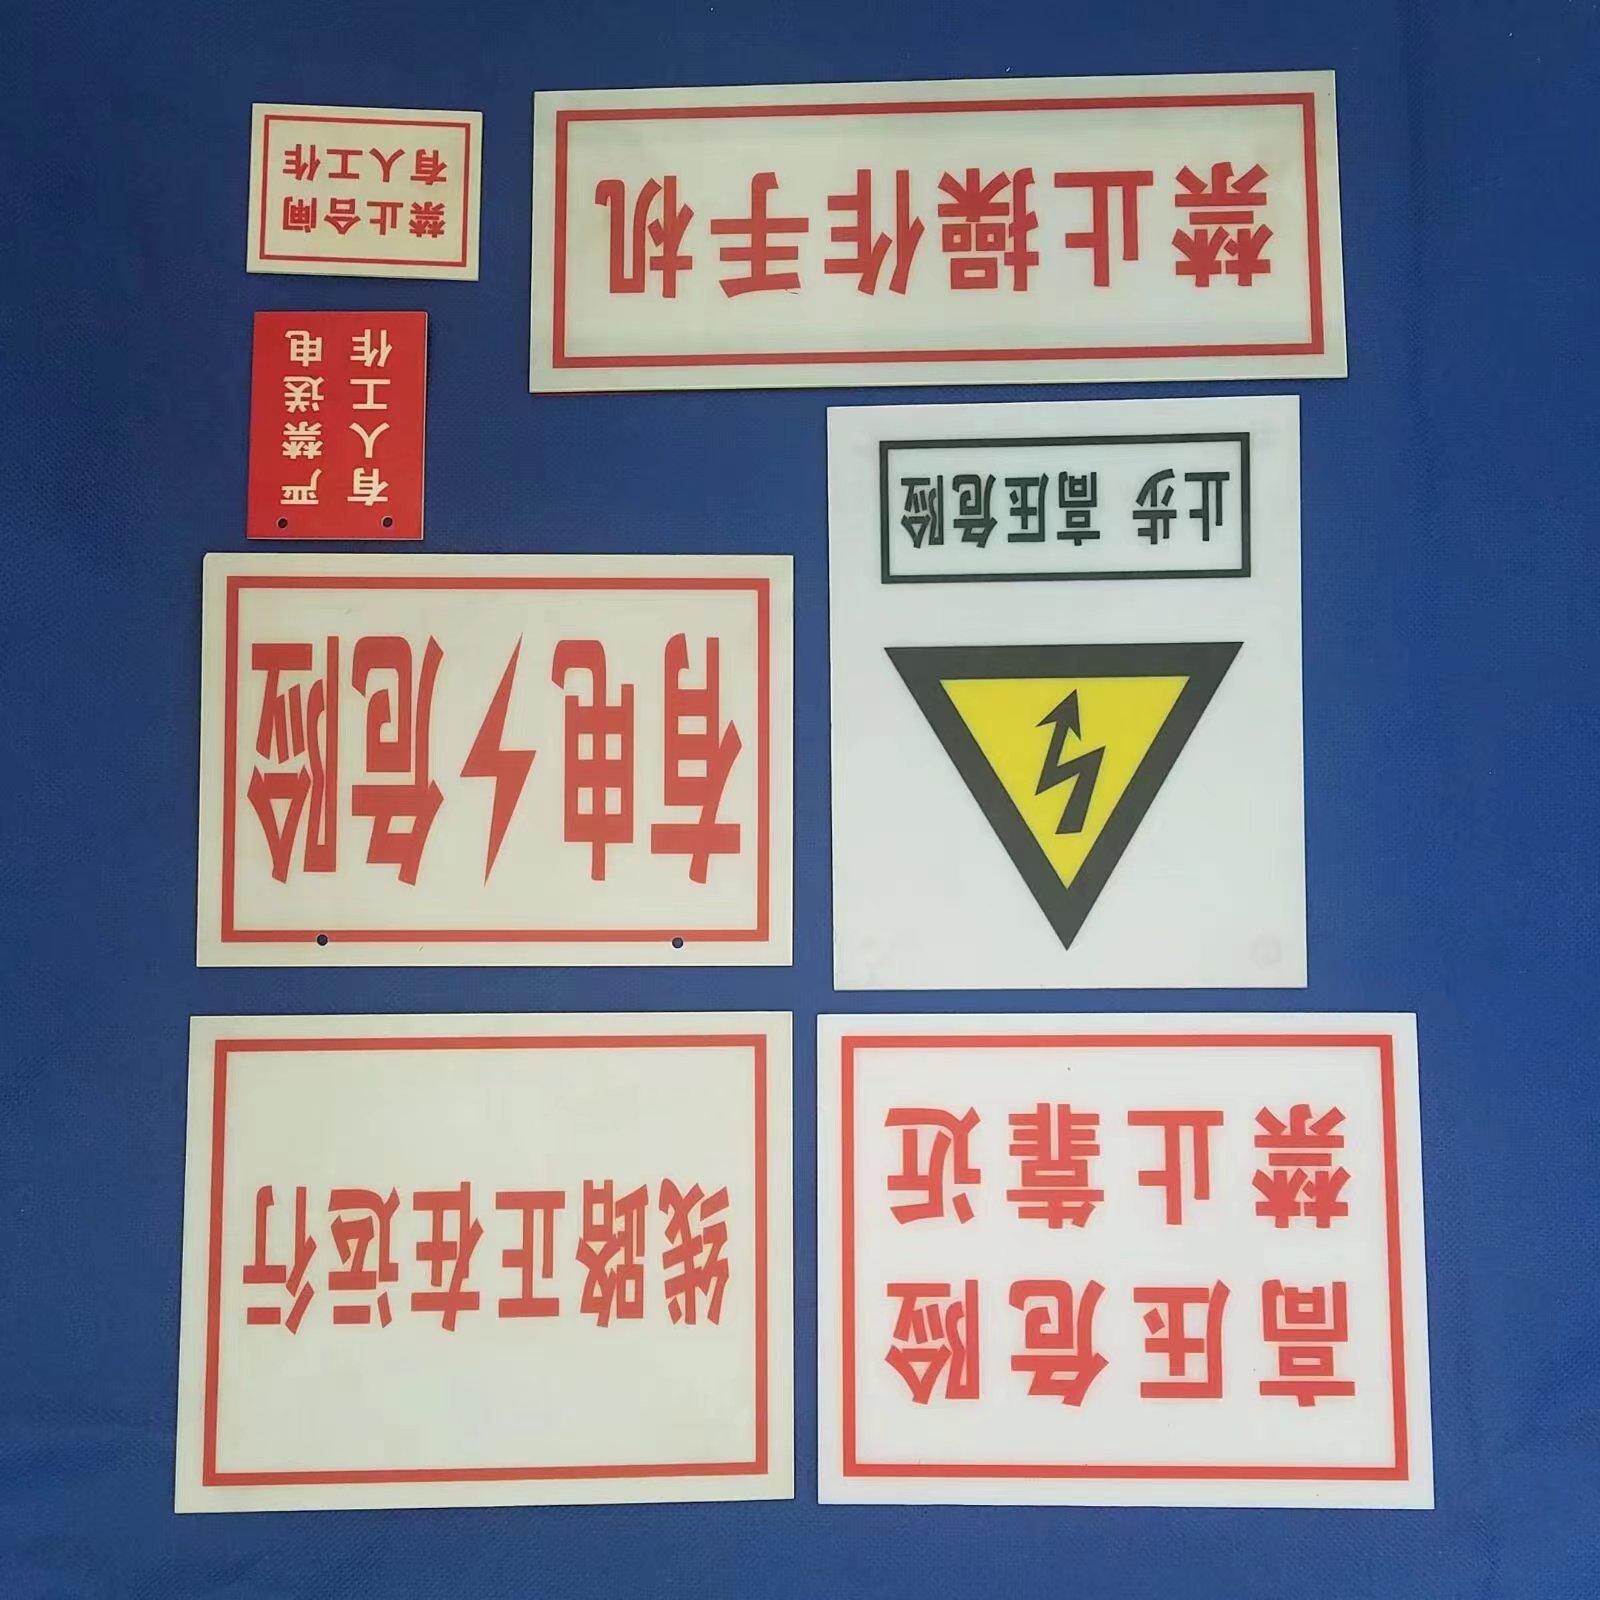 高压危险
禁止靠近
线路正在运行
止步 高压危险
有电危险
禁止操作手机
严禁送电
有人工作
禁止合闸
有人工作